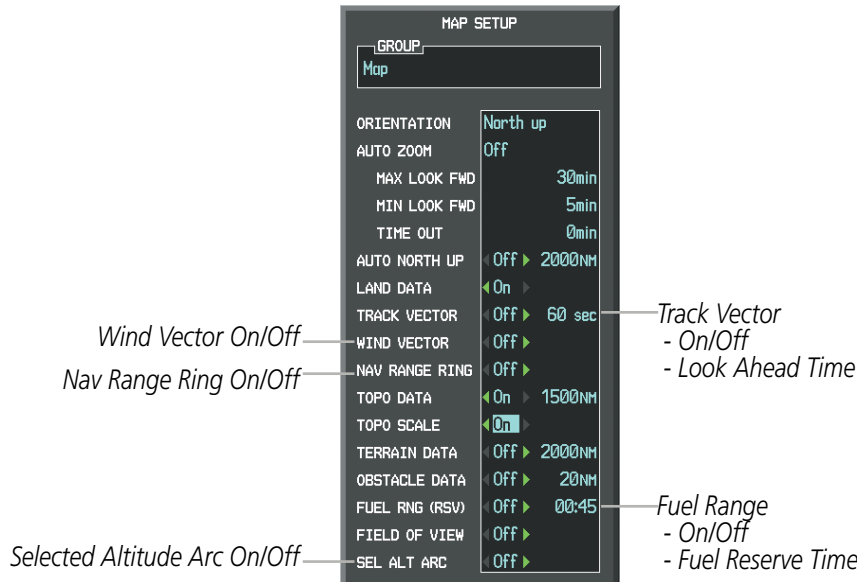 MAP SETUP
GROUP
Map
ORIENTATION North up
AUTO ZOOM Off
MAX LOOK FWD 30min
MIN LOOK FWD 5min
TIME OUT 0min
AUTO NORTH UP Off 2000NM
LAND DATA On
TRACK VECTOR Off 60 sec
WIND VECTOR Off
NAV RANGE RING Off
TOPO DATA On 1500NM
TOPO SCALE On
TERRAIN DATA Off 2000NM
OBSTACLE DATA Off 20NM
FUEL RNG (RSV) Off 00:45
FIELD OF VIEW Off
SEL ALT ARC Off
Wind Vector On/Off
Nav Range Ring On/Off
Selected Altitude Arc On/Off
Track Vector
- On/Off
- Look Ahead Time
Fuel Range
- On/Off
- Fuel Reserve Time